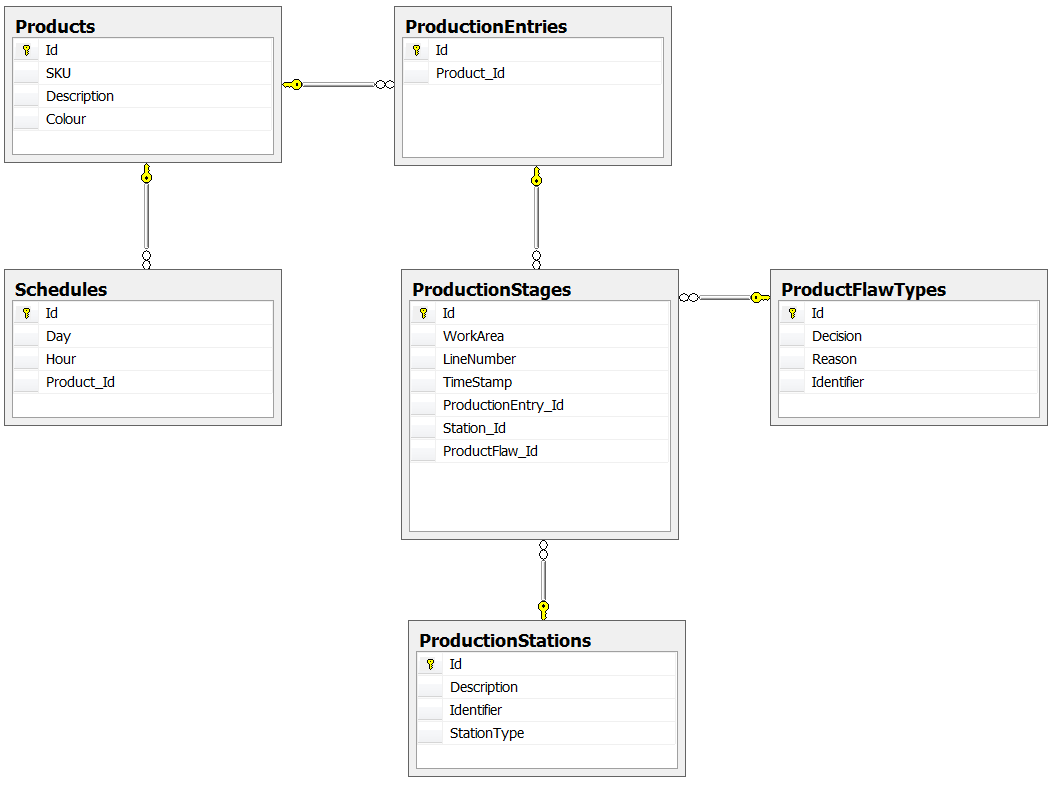 Products
Id
SKU
Description
Colour
ProductionEntries
Id
Product_Id
Schedules
Id
Day
Hour
Product_Id
ProductionStages
Id
WorkArea
LineNumber
TimeStamp
ProductionEntry_Id
Station_Id
ProductFlaw_Id
ProductFlawTypes
Id
Decision
Reason
Identifier
ProductionStations
Id
Description
Identifier
StationType